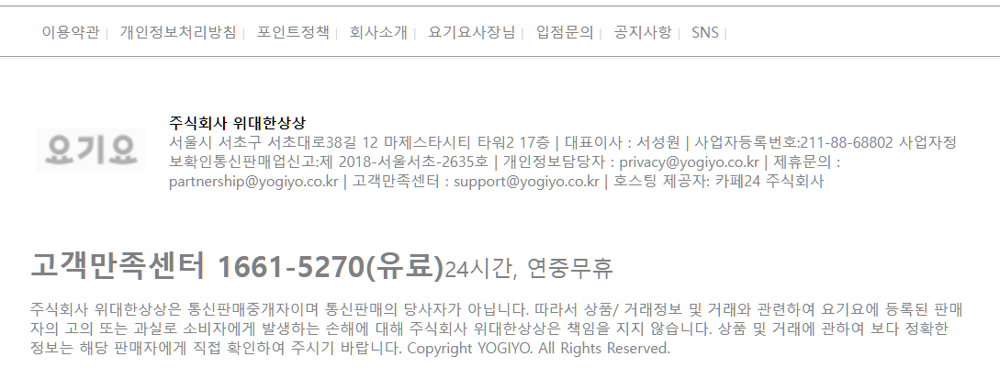 이용약관 | 개인정보처리방침 | 포인트정책 | 회사소개 | 요기요사장님 | 입점문의 | 공지사항 | SNS |
요기요
주식회사 위대한상상
서울시 서초구 서초대로38길 12 마제스타시티 타워2 17층 | 대표이사 : 서성원 | 사업자등록번호:211-88-68802 사업자정
보확인통신판매업신고:제 2018-서울서초-2635호 | 개인정보담당자 : privacy@yogiyo.co.kr | 제휴문의 :
partnership@yogiyo.co.kr | 고객만족센터 : support@yogiyo.co.kr | 호스팅 제공자: 카페24 주식회사
고객만족센터 1661-5270(유료)24시간, 연중무휴
주식회사 위대한상상은 통신판매중개자이며 통신판매의 당사자가 아닙니다. 따라서 상품/ 거래정보 및 거래와 관련하여 요기요에 등록된 판매
자의 고의 또는 과실로 소비자에게 발생하는 손해에 대해 주식회사 위대한상상은 책임을 지지 않습니다. 상품 및 거래에 관하여 보다 정확한
정보는 해당 판매자에게 직접 확인하여 주시기 바랍니다. Copyright YOGIYO. All Rights Reserved.